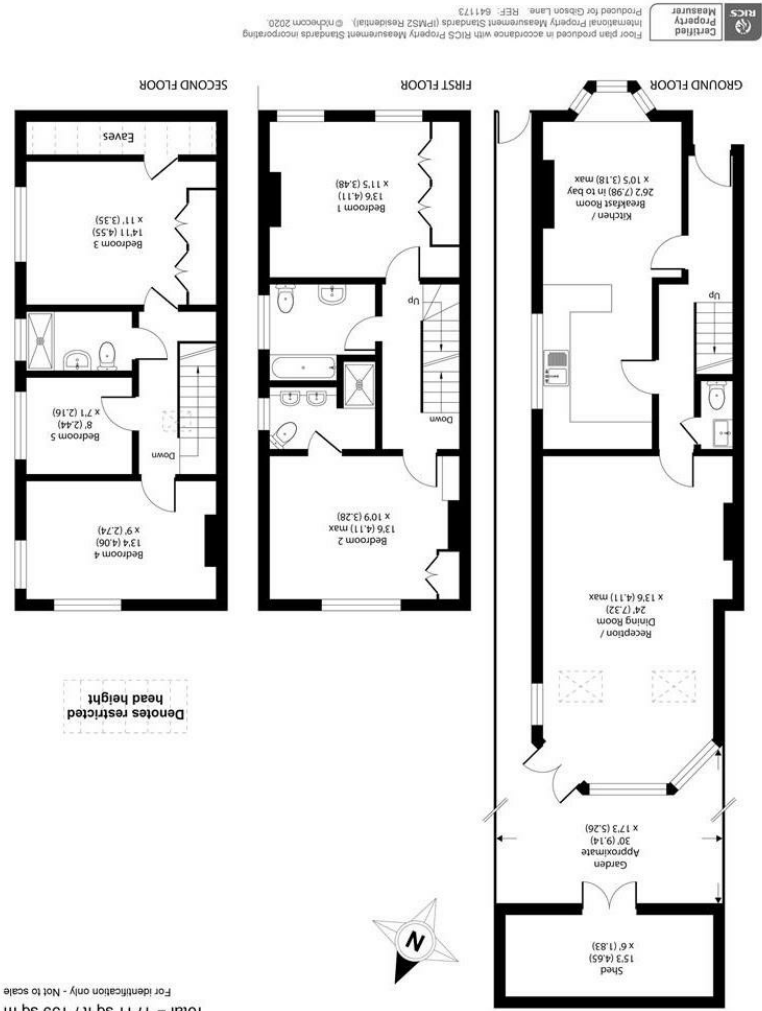 Total = 1711 sq ft / 159 sq m
For identification only - Not to scale
Shed
15'3 (4.65)
x 6' (1.83)
N
Garden
Approximate
30' (9.14)
x 17'3 (5.26)
Denotes restricted
head height
Reception /
Dining Room
24' (7.32)
x 13'6 (4.11) max
Up
Kitchen /
Breakfast Room
26'2 (7.98) in to bay
x 10'5 (3.18) max
GROUND FLOOR
Bedroom 2
13'6 (4.11) max
x 10'9 (3.28)
Down
Up
Bedroom 1
13'6 (4.11)
x 11'5 (3.48)
FIRST FLOOR
Bedroom 4
13'4 (4.06)
x 9' (2.74)
Down
Bedroom 5
8' (2.44)
x 7'1 (2.16)
Bedroom 3
14'11 (4.55)
x 11' (3.35)
Eaves
SECOND FLOOR
RICS
Certified
Property
Measurer
Floor plan produced in accordance with RICS Property Measurement Standards incorporating
International Property Measurement Standards (IPMS2 Residential). ©nichecom 2020.
Produced for Gibson Lane. REF: 641173